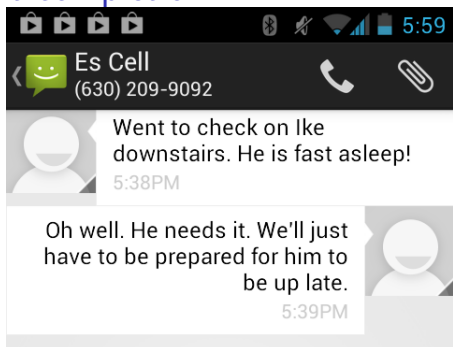 5:59
Es Cell
(630) 209-9092
Went to check on Ike
downstairs. He is fast asleep!
5:38PM
Oh well. He needs it. We'll just
have to be prepared for him to
be up late.
5:39PM